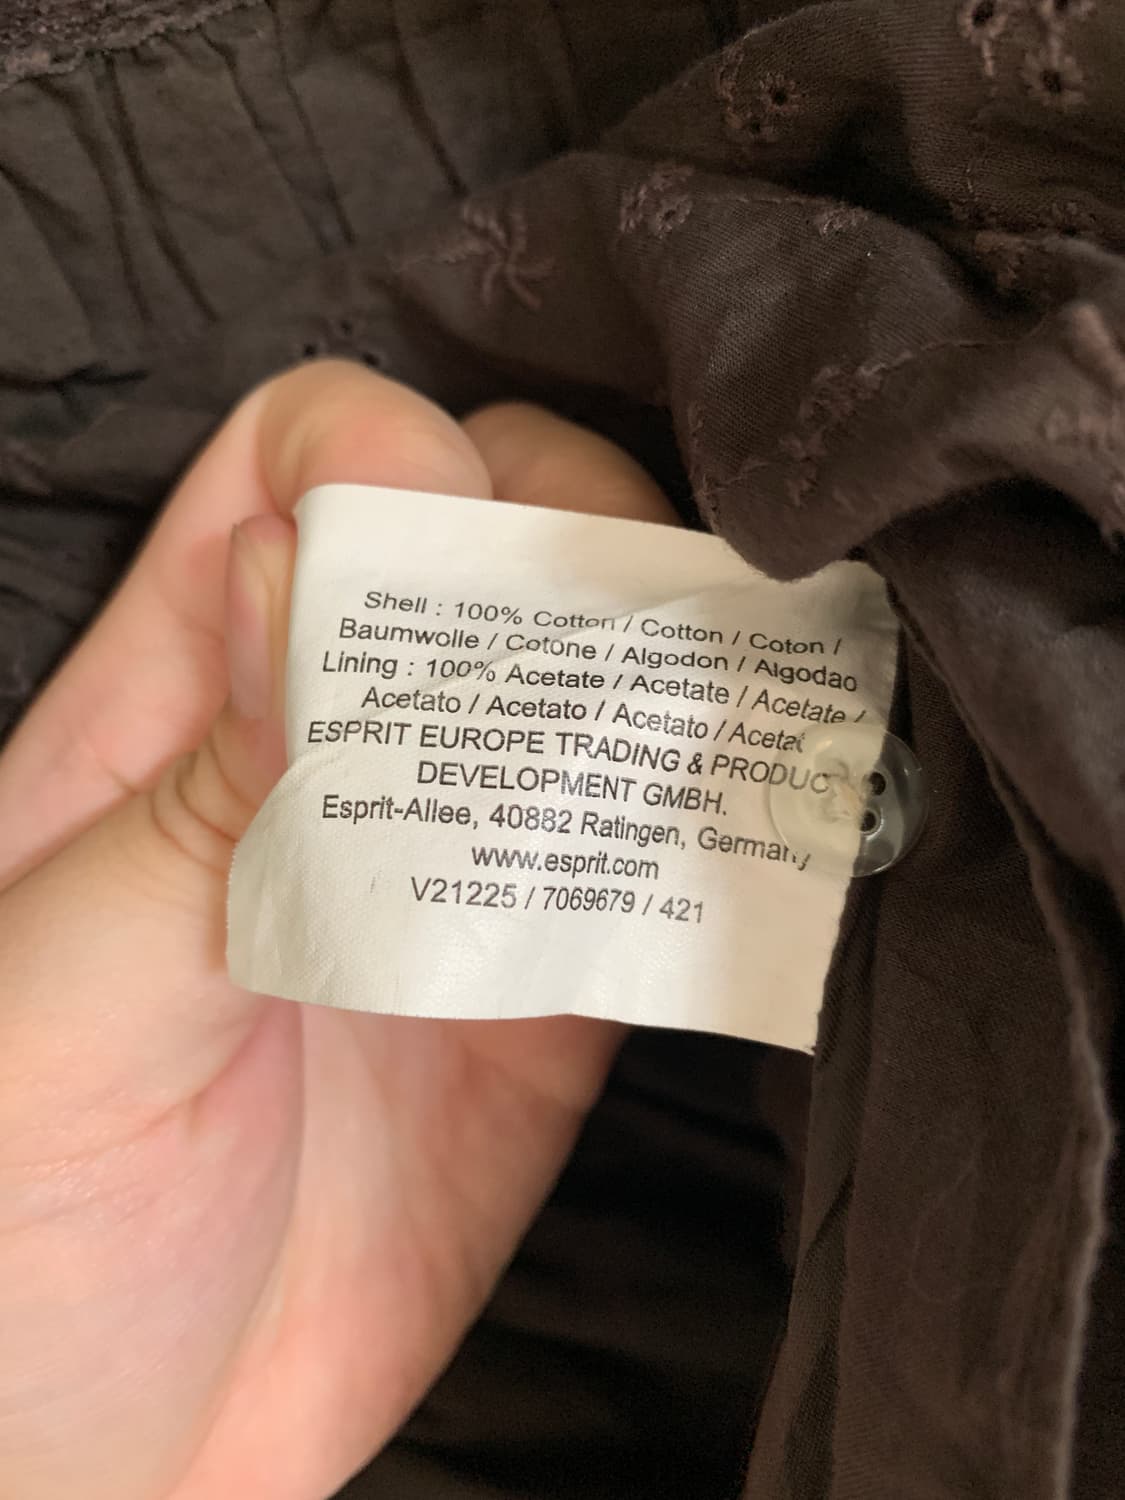 Shell : 100% Cotton / Cotton / Coton /
Baumwolle / Cotone / Algodon / Algodao
Lining : 100% Acetate / Acetate / Acetate /
Acetato / Acetato / Acetato / Acetat
ESPRIT EUROPE TRADING & PRODUC
DEVELOPMENT GMBH.
Esprit-Allee, 40882 Ratingen, Germany
www.esprit.com
V21225 / 7069679 / 421